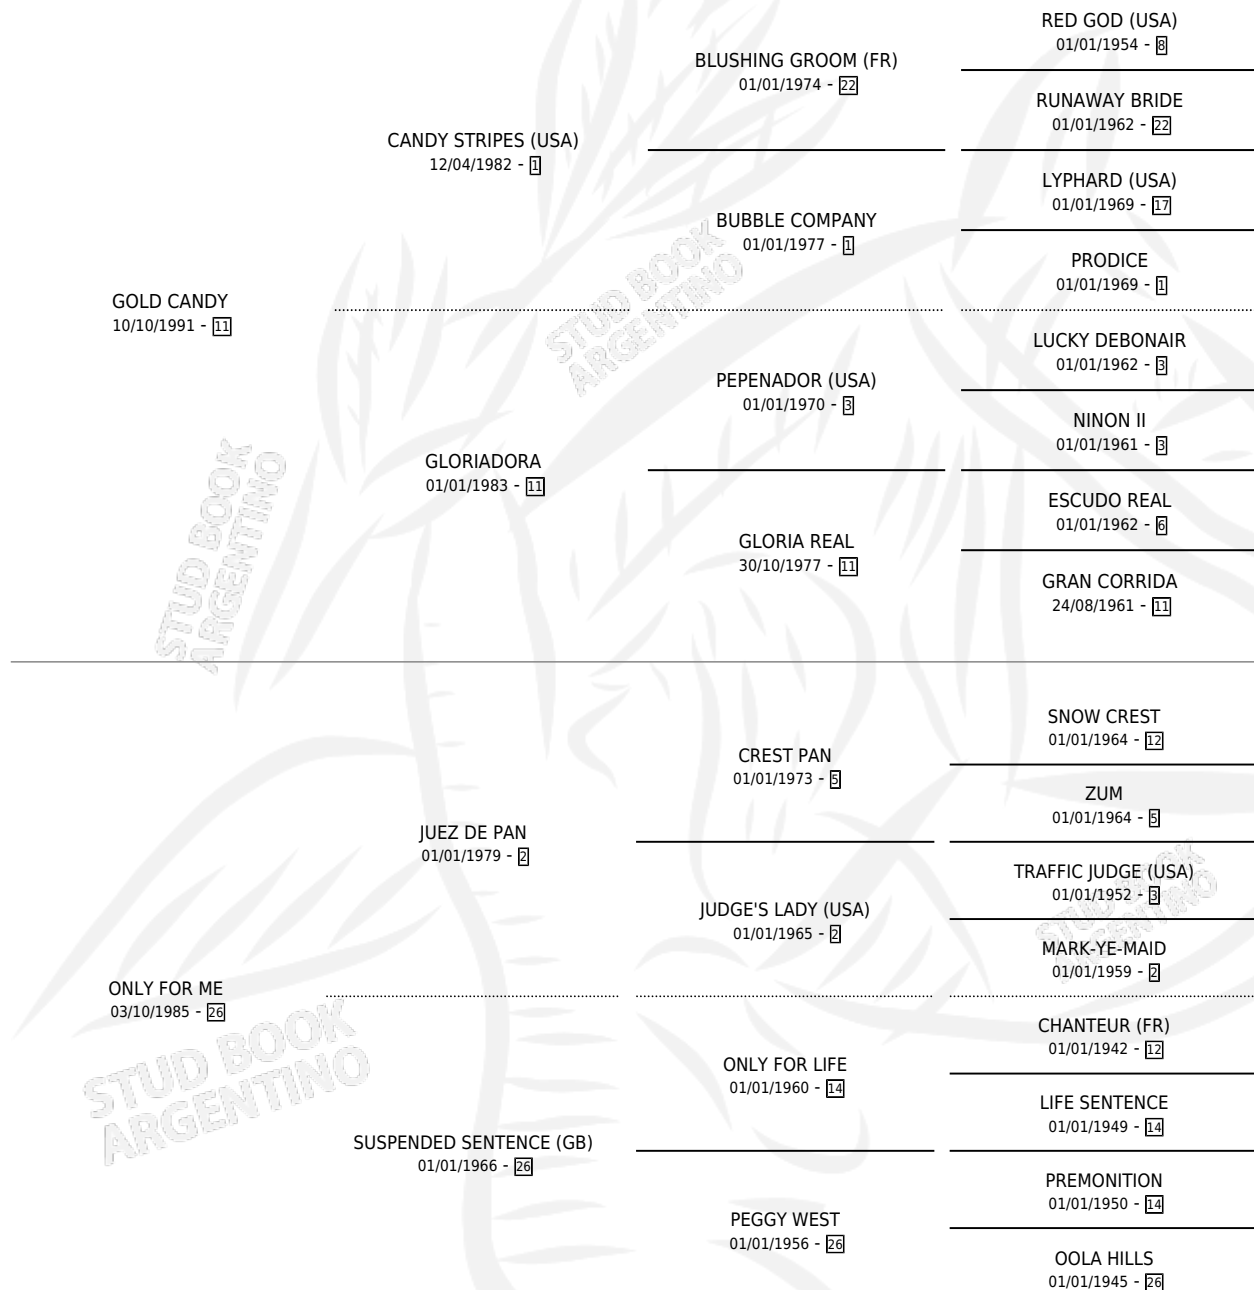 RED GOD (USA)
01/01/1954 - 8
BLUSHING GROOM (FR)
01/01/1974 - 22
RUNAWAY BRIDE
01/01/1962 - 22
CANDY STRIPES (USA)
12/04/1982 - 1
LYPHARD (USA)
01/01/1969 - 17
BUBBLE COMPANY
01/01/1977 - 1
PRODICE
01/01/1969 - 1
GOLD CANDY
10/10/1991 - 11
STUD BOOK
ARGENTINO
LUCKY DEBONAIR
01/01/1962 - 3
PEPENADOR (USA)
01/01/1970 - 3
NINON II
01/01/1961 - 3
GLORIADORA
01/01/1983 - 11
ESCUDO REAL
01/01/1962 - 6
GLORIA REAL
30/10/1977 - 11
GRAN CORRIDA
24/08/1961 - 11
STUD BOOK
ARGENTINO
SNOW CREST
01/01/1964 - 12
CREST PAN
01/01/1973 - 5
ZUM
01/01/1964 - 5
JUEZ DE PAN
01/01/1979 - 2
TRAFFIC JUDGE (USA)
01/01/1952 - 3
JUDGE'S LADY (USA)
01/01/1965 - 2
STUD BOOK
ARGENTINO
MARK-YE-MAID
01/01/1959 - 2
ONLY FOR ME
03/10/1985 - 26
CHANTEUR (FR)
01/01/1942 - 12
ONLY FOR LIFE
01/01/1960 - 14
STUD BOOK
ARGENTINO
LIFE SENTENCE
01/01/1949 - 14
SUSPENDED SENTENCE (GB)
01/01/1966 - 26
PREMONITION
01/01/1950 - 14
PEGGY WEST
01/01/1956 - 26
OOLA HILLS
01/01/1945 - 26